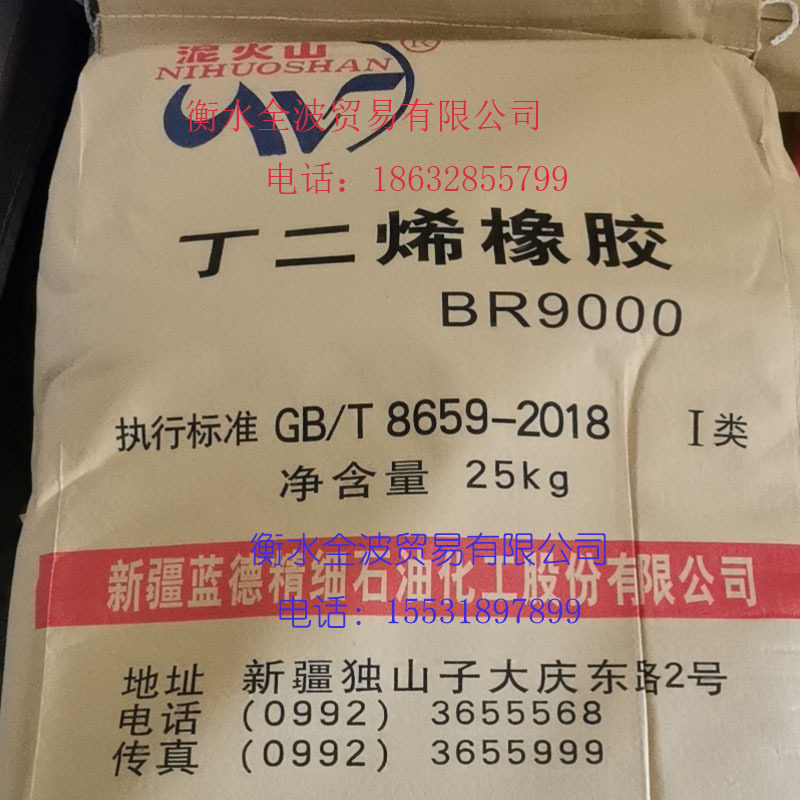 泥火山
®
NIHUOSHAN
衡水全波贸易有限公司
电话：18632855799
丁二烯橡胶
BR9000
执行标准 GB/T 8659-2018 I类
净含量 25kg
衡水全波贸易有限公司
新疆蓝德精细石油化工股份有限公司
电话：15531897899
地址 新疆独山子大庆东路2号
电话 (0992) 3655568
传真 (0992) 3655999